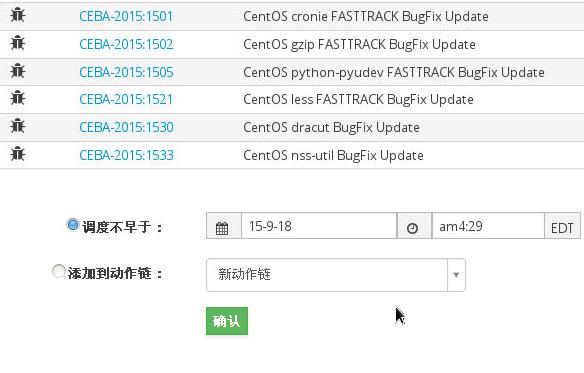 CEBA-2015:1501 CentOS cronie FASTTRACK BugFix Update
CEBA-2015:1502 CentOS gzip FASTTRACK BugFix Update
CEBA-2015:1505 CentOS python-pyudev FASTTRACK BugFix Update
CEBA-2015:1521 CentOS less FASTTRACK BugFix Update
CEBA-2015:1530 CentOS dracut BugFix Update
CEBA-2015:1533 CentOS nss-util BugFix Update
调度不早于： 15-9-18 am4:29 EDT
添加到动作链： 新动作链
确认